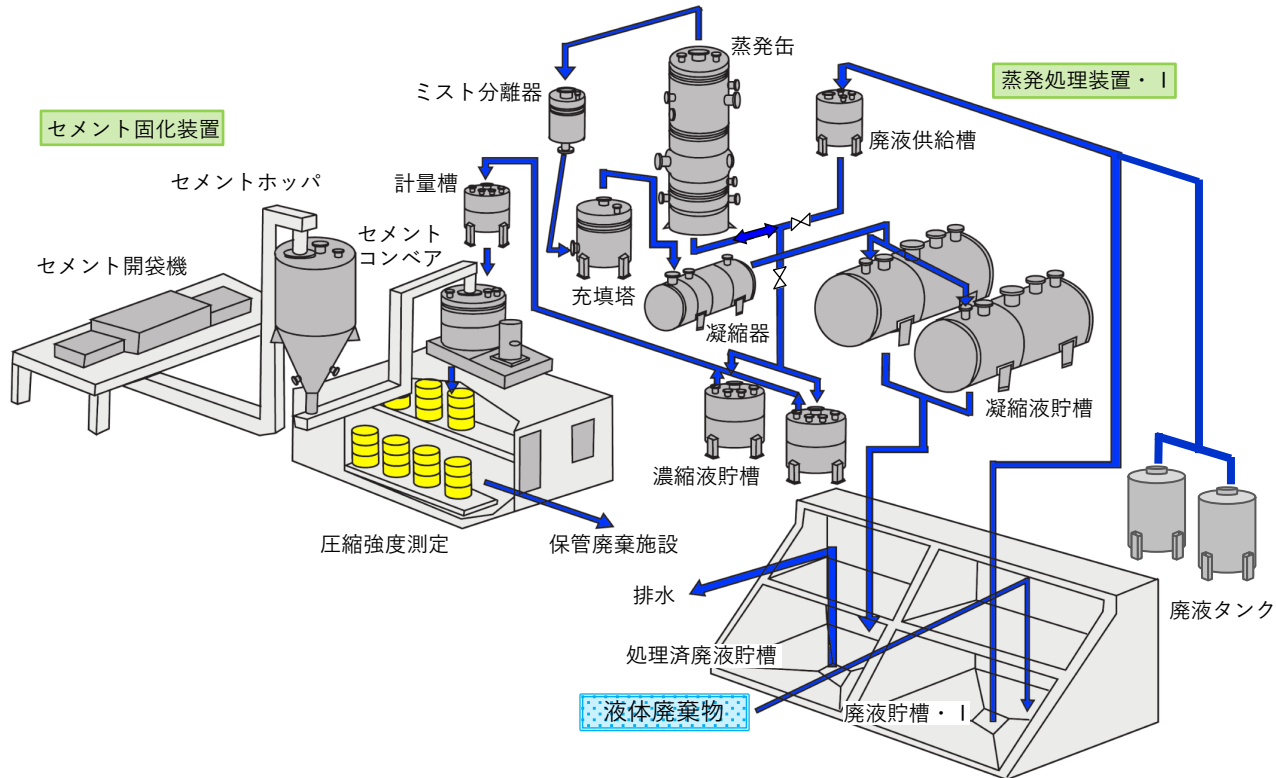 蒸発缶
蒸発処理装置・Ⅰ
ミスト分離器
セメント固化装置
廃液供給槽
セメントホッパ
計量槽
セメント
コンベア
セメント開袋機
充填塔
凝縮器
凝縮液貯槽
濃縮液貯槽
圧縮強度測定
保管廃棄施設
排水
廃液タンク
処理済廃液貯槽
液体廃棄物
廃液貯槽・Ⅰ